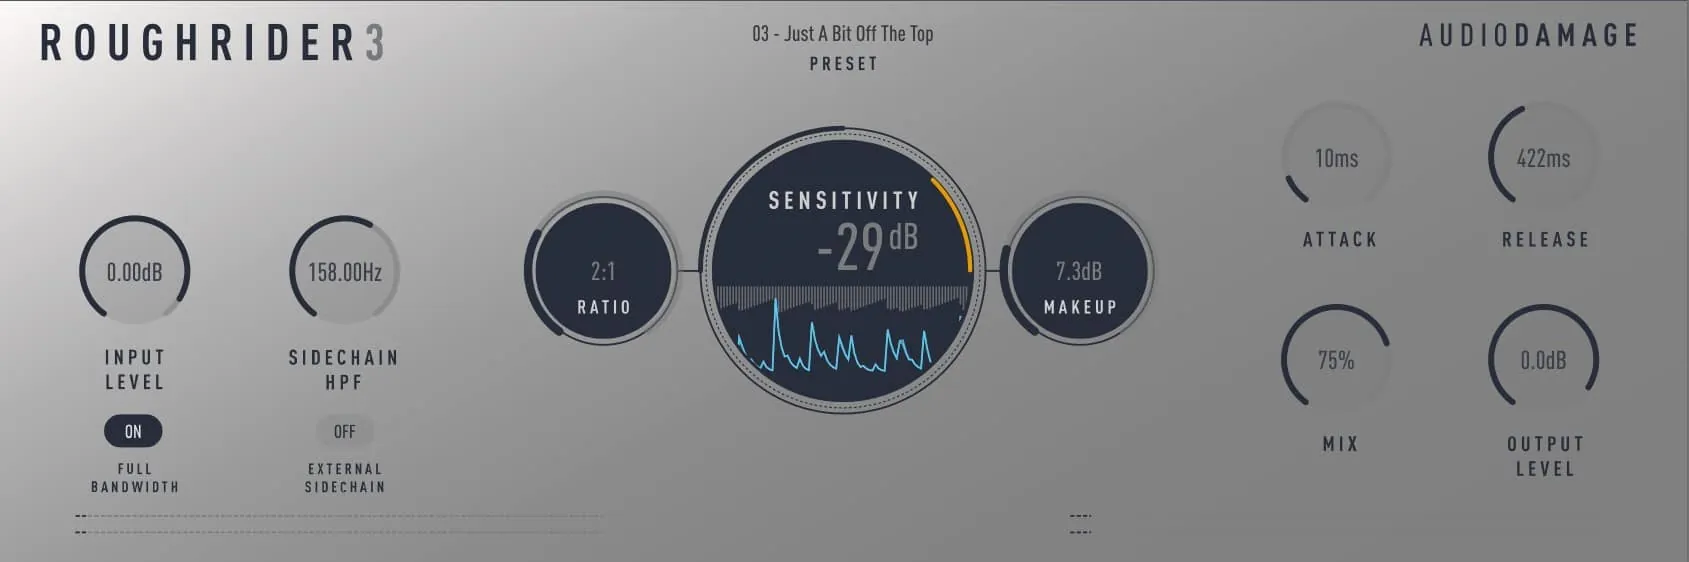 ROUGHRIDER3
03 - Just A Bit Off The Top
PRESET
AUDIODAMAGE
0.00dB
INPUT
LEVEL
ON
FULL
BANDWIDTH
158.00Hz
SIDECHAIN
HPF
OFF
EXTERNAL
SIDECHAIN
2:1
RATIO
SENSITIVITY
-29dB
7.3dB
MAKEUP
10ms
ATTACK
422ms
RELEASE
75%
MIX
0.0dB
OUTPUT
LEVEL